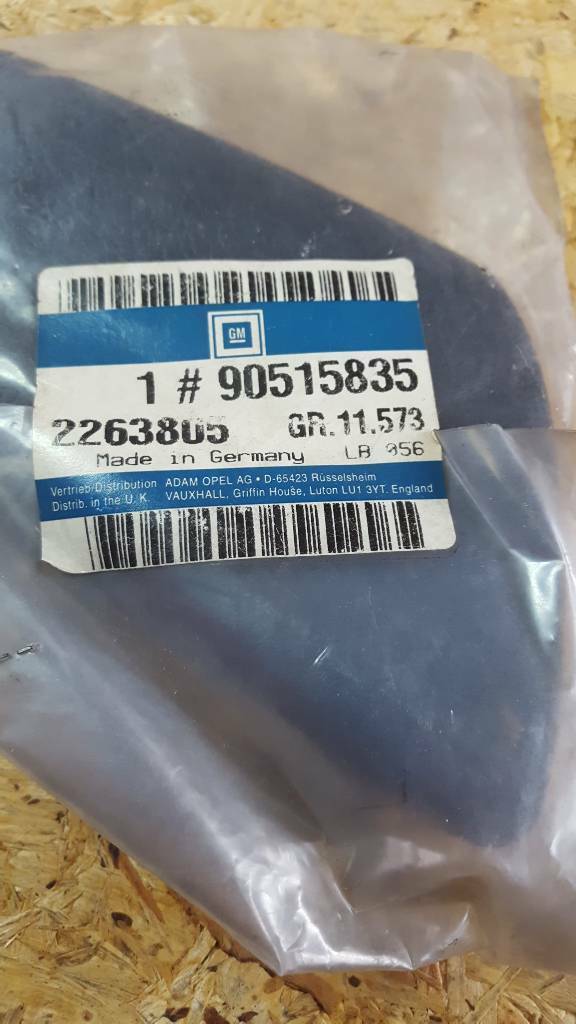 GM
1 # 90515835
2263805 GR.11.573
Made in Germany LB 056
Vertrieb/Distribution ADAM OPEL AG • D-65423 Rüsselsheim
Distrib. in the U. K. VAUXHALL, Griffin House, Luton LU1 3YT. England